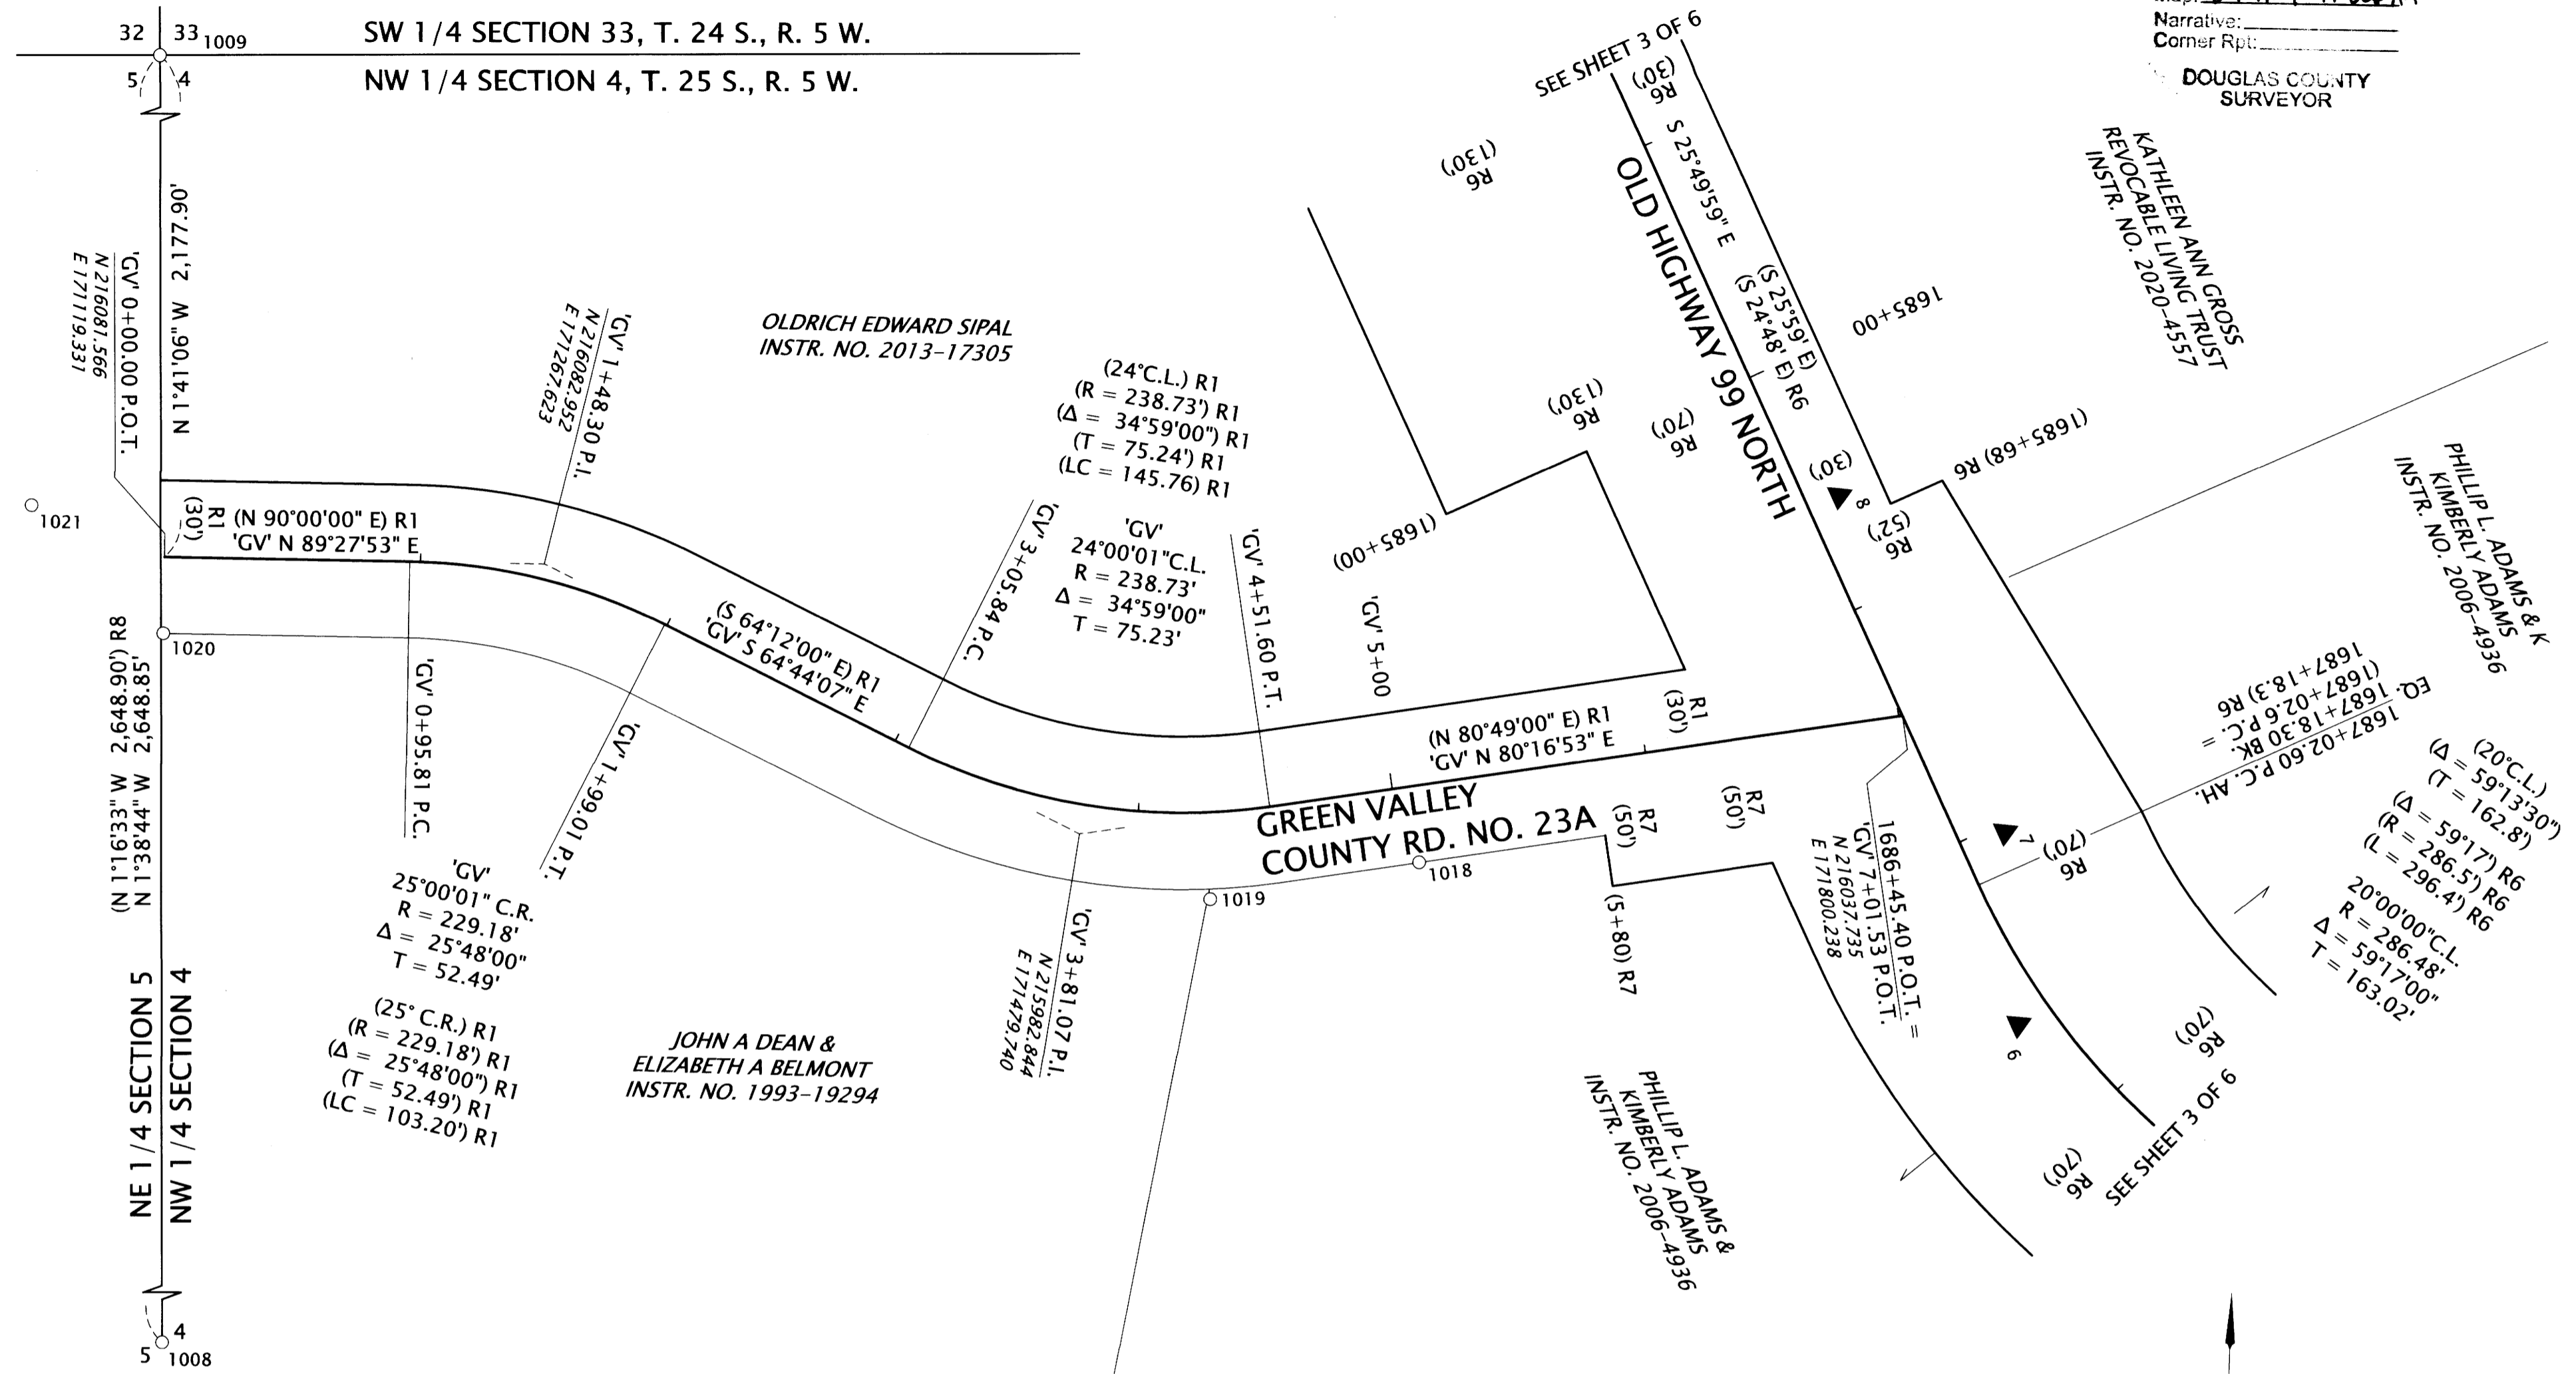 32 33 1009
5 4
SW 1/4 SECTION 33, T. 24 S., R. 5 W.
NW 1/4 SECTION 4, T. 25 S., R. 5 W.
Narrative:
Corner Rpt:
DOUGLAS COUNTY
SURVEYOR
SEE SHEET 3 OF 6
R6
(30')
R6
(130')
S 25°49'59" E
(S 25°59' E)
(S 24°48' E) R6
OLD HIGHWAY 99 NORTH
KATHLEEN ANN GROSS
REVOCABLE LIVING TRUST
INSTR. NO. 2020-4557
1685+00
N 1°41'06" W 2,177.90'
'GV' 0+00.00 P.O.T.
N 216081.566
E 171119.331
'GV' 1+48.30 P.I.
N 216082.952
E 171267.623
OLDRICH EDWARD SIPAL
INSTR. NO. 2013-17305
(24°C.L.) R1
(R = 238.73') R1
(Δ = 34°59'00") R1
(T = 75.24') R1
(LC = 145.76) R1
R6
(130')
R6
(70')
(30')
8
R6
(52')
(1685+68) R6
(1685+00)
PHILLIP L. ADAMS & K
KIMBERLY ADAMS
INSTR. NO. 2006-4936
1021
R1
(30')
(N 90°00'00" E) R1
'GV' N 89°27'53" E
'GV' 3+05.84 P.C.
'GV'
24°00'01"C.L.
R = 238.73'
Δ = 34°59'00"
T = 75.23'
'GV' 4+51.60 P.T.
'GV' 5+00
1020
(N 1°16'33" W 2,648.90') R8
N 1°38'44" W 2,648.85'
'GV' 0+95.81 P.C.
(S 64°12'00" E) R1
'GV' S 64°44'07" E
'GV' 1+99.01 P.T.
R1
(30')
(N 80°49'00" E) R1
'GV' N 80°16'53" E
GREEN VALLEY
COUNTY RD. NO. 23A
1687+02.60 P.C. AH.
EQ. 1687+18.30 BK.
(1687+02.6 P.C. =
1687+18.3) R6
R7
(50')
R7
(50')
(5+80) R7
1018
1019
1686+45.40 P.O.T. =
'GV' 7+01.53 P.O.T.
N 216037.735
E 171800.238
7
R6
(70')
(20°C.L.)
(Δ = 59°13'30")
(T = 162.8')
(Δ = 59°17') R6
(R = 286.5') R6
(L = 296.4') R6
20°00'00"C.L.
R = 286.48'
Δ = 59°17'00"
T = 163.02'
'GV'
25°00'01" C.R.
R = 229.18'
Δ = 25°48'00"
T = 52.49'
(25° C.R.) R1
(R = 229.18') R1
(Δ = 25°48'00") R1
(T = 52.49') R1
(LC = 103.20') R1
'GV' 3+81.07 P.I.
N 215982.844
E 171479.740
JOHN A DEAN &
ELIZABETH A BELMONT
INSTR. NO. 1993-19294
NE 1/4 SECTION 5
NW 1/4 SECTION 4
6
R6
(70')
PHILLIP L. ADAMS &
KIMBERLY ADAMS
INSTR. NO. 2006-4936
R6
(70')
SEE SHEET 3 OF 6
4
5 1008